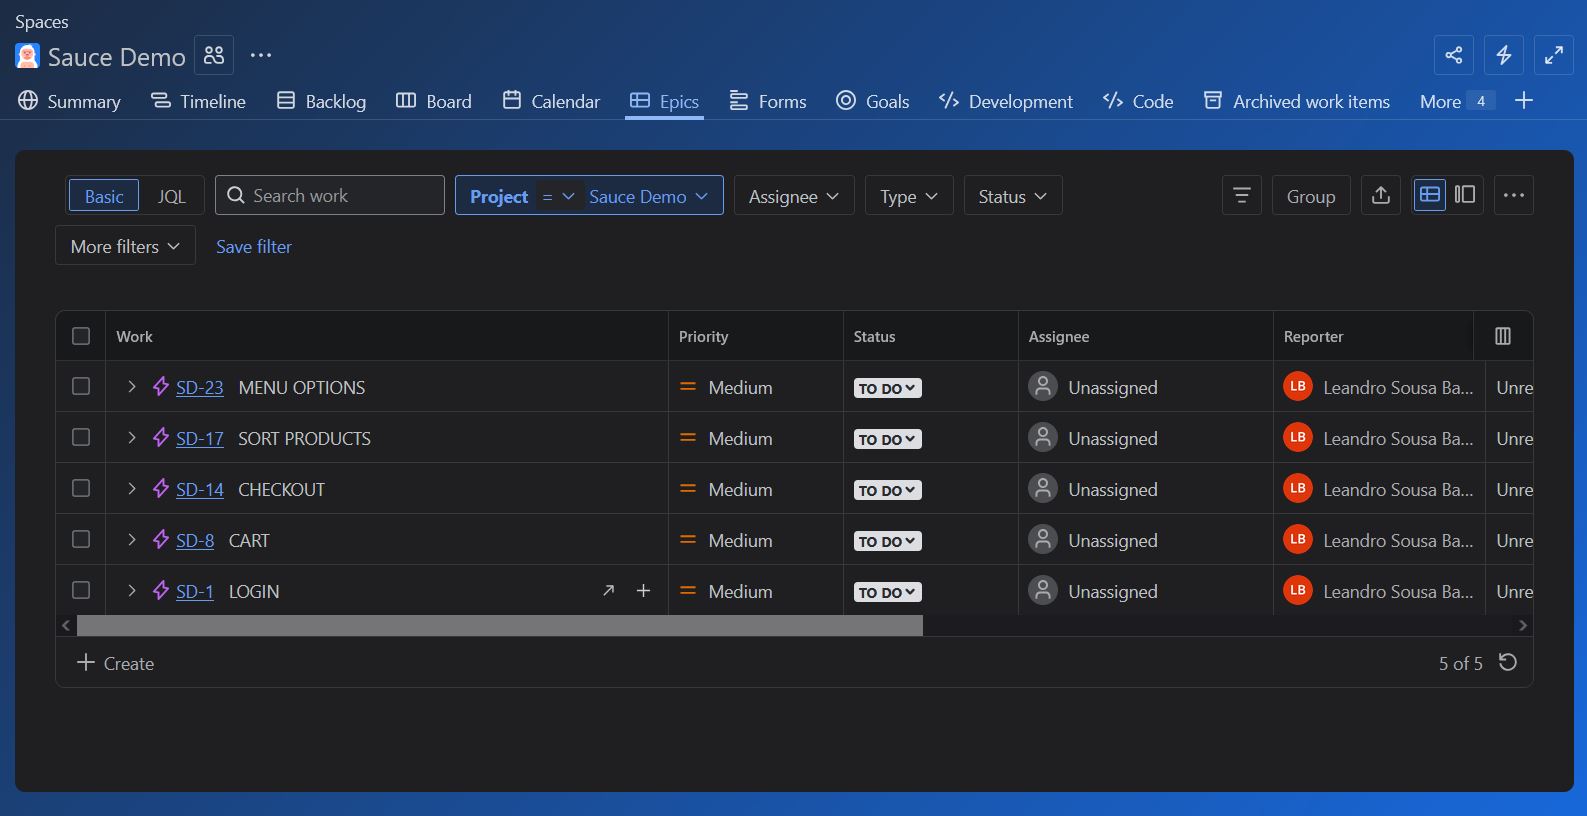 Spaces
Sauce Demo
Summary Timeline Backlog Board Calendar Epics Forms Goals Development Code Archived work items More 4
Basic JQL Search work Project = Sauce Demo Assignee Type Status Group
More filters Save filter
Work Priority Status Assignee Reporter
SD-23 MENU OPTIONS Medium TO DO Unassigned LB Leandro Sousa Ba... Unre
SD-17 SORT PRODUCTS Medium TO DO Unassigned LB Leandro Sousa Ba... Unre
SD-14 CHECKOUT Medium TO DO Unassigned LB Leandro Sousa Ba... Unre
SD-8 CART Medium TO DO Unassigned LB Leandro Sousa Ba... Unre
SD-1 LOGIN Medium TO DO Unassigned LB Leandro Sousa Ba... Unre
Create 5 of 5